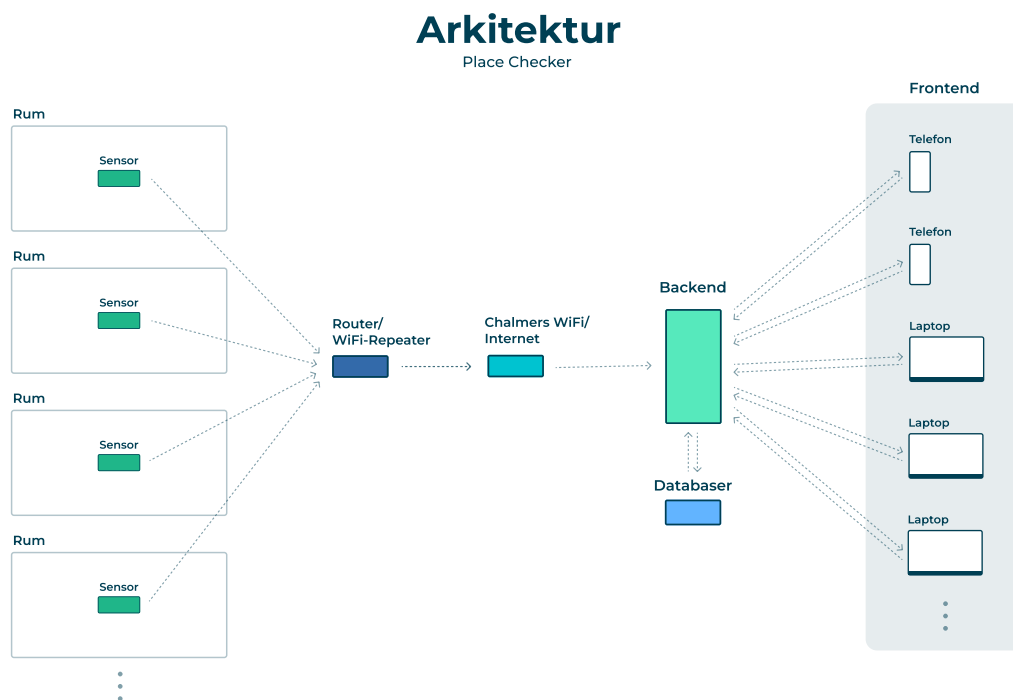 Arkitektur
Place Checker
Rum
Sensor
Rum
Sensor
Rum
Sensor
Rum
Sensor
Router/
WiFi-Repeater
Chalmers WiFi/
Internet
Backend
Databaser
Frontend
Telefon
Telefon
Laptop
Laptop
Laptop